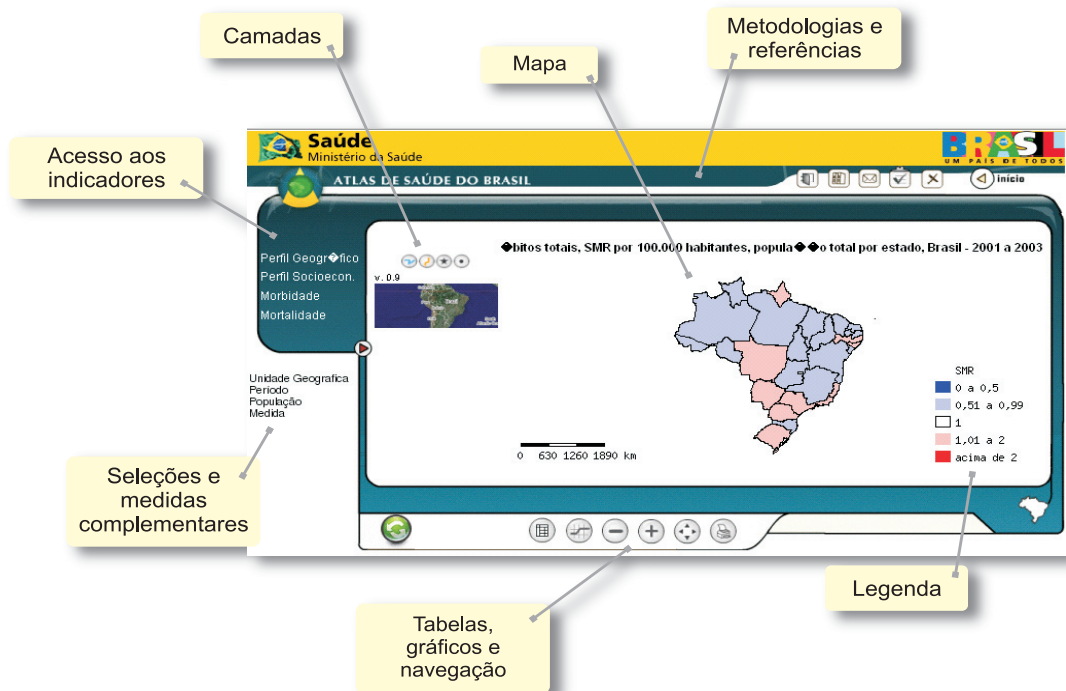 Camadas
Metodologias e
referências
Mapa
Acesso aos
indicadores
Saúde
Ministério da Saúde
BRASIL
UM PAÍS DE TODOS
ATLAS DE SAÚDE DO BRASIL
início
Perfil Geogr�fico
Perfil Socioecon.
Morbidade
Mortalidade
v. 0.9
�bitos totais, SMR por 100.000 habitantes, popula��o total por estado, Brasil - 2001 a 2003
Unidade Geografica
Período
População
Medida
SMR
0 a 0,5
0,51 a 0,99
1
1,01 a 2
acima de 2
0 630 1260 1890 km
Seleções e
medidas
complementares
Legenda
Tabelas,
gráficos e
navegação